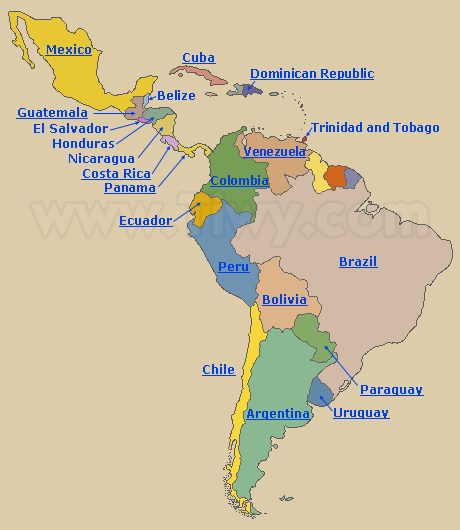 Mexico
Cuba
Dominican Republic
Belize
Guatemala
El Salvador
Honduras
Nicaragua
Costa Rica
Panama
Trinidad and Tobago
Venezuela
Colombia
Ecuador
Peru
Brazil
Bolivia
Chile
Paraguay
Argentina
Uruguay